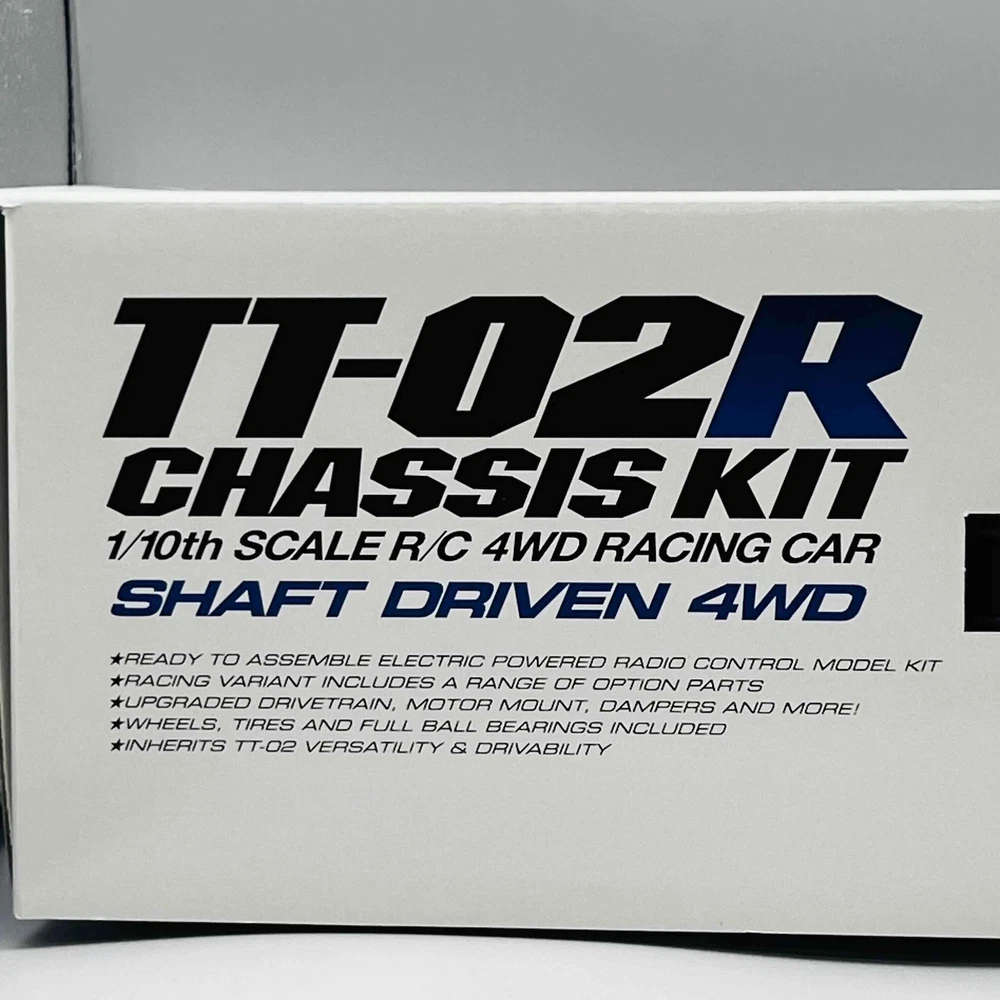 TT-02R
CHASSIS KIT
1/10th SCALE R/C 4WD RACING CAR
SHAFT DRIVEN 4WD
★READY TO ASSEMBLE ELECTRIC POWERED RADIO CONTROL MODEL KIT
★RACING VARIANT INCLUDES A RANGE OF OPTION PARTS
★UPGRADED DRIVETRAIN, MOTOR MOUNT, DAMPERS AND MORE!
★WHEELS, TIRES AND FULL BALL BEARINGS INCLUDED
★INHERITS TT-02 VERSATILITY & DRIVABILITY